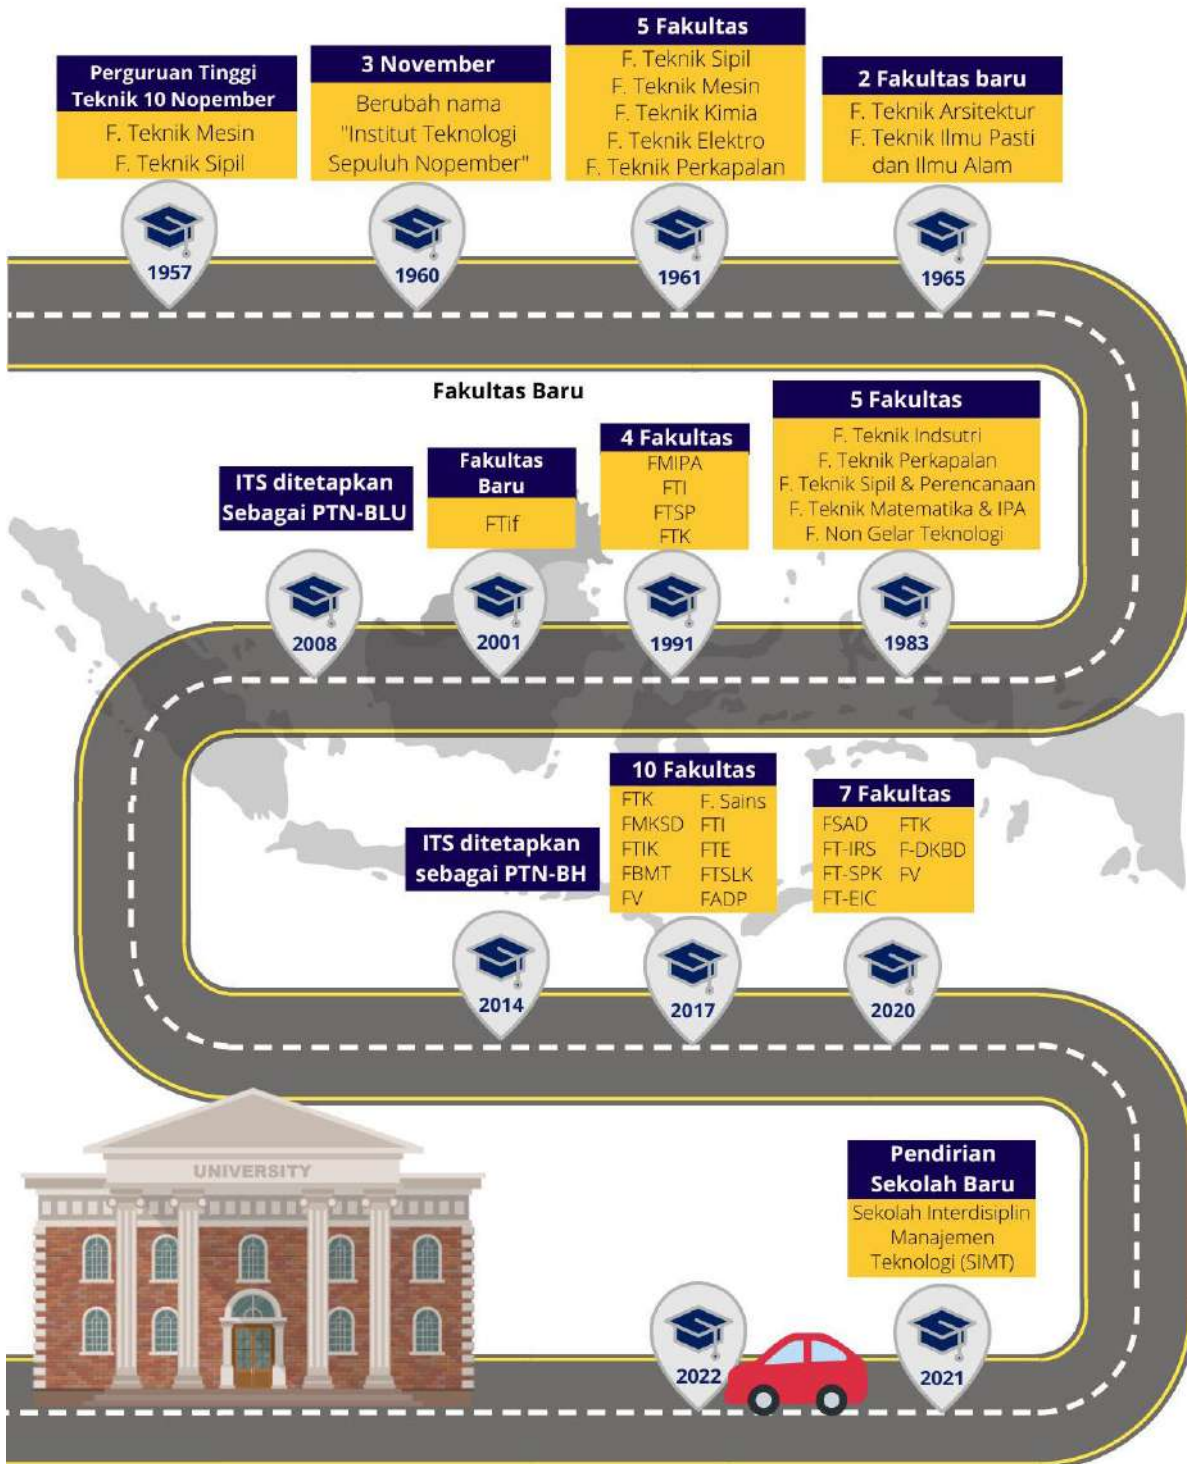 Perguruan Tinggi
Teknik 10 Nopember
F. Teknik Mesin
F. Teknik Sipil
1957
3 November
Berubah nama
"Institut Teknologi
Sepuluh Nopember"
1960
5 Fakultas
F. Teknik Sipil
F. Teknik Mesin
F. Teknik Kimia
F. Teknik Elektro
F. Teknik Perkapalan
1961
2 Fakultas baru
F. Teknik Arsitektur
F. Teknik Ilmu Pasti
dan Ilmu Alam
1965
Fakultas Baru
5 Fakultas
F. Teknik Indsutri
F. Teknik Perkapalan
F. Teknik Sipil & Perencanaan
F. Teknik Matematika & IPA
F. Non Gelar Teknologi
1983
4 Fakultas
FMIPA
FTI
FTSP
FTK
1991
Fakultas
Baru
FTif
2001
ITS ditetapkan
Sebagai PTN-BLU
2008
ITS ditetapkan
sebagai PTN-BH
2014
10 Fakultas
FTK F. Sains
FMKSD FTI
FTIK FTE
FBMT FTSLK
FV FADP
2017
7 Fakultas
FSAD FTK
FT-IRS F-DKBD
FT-SPK FV
FT-EIC
2020
Pendirian
Sekolah Baru
Sekolah Interdisiplin
Manajemen
Teknologi (SIMT)
2021
2022
UNIVERSITY